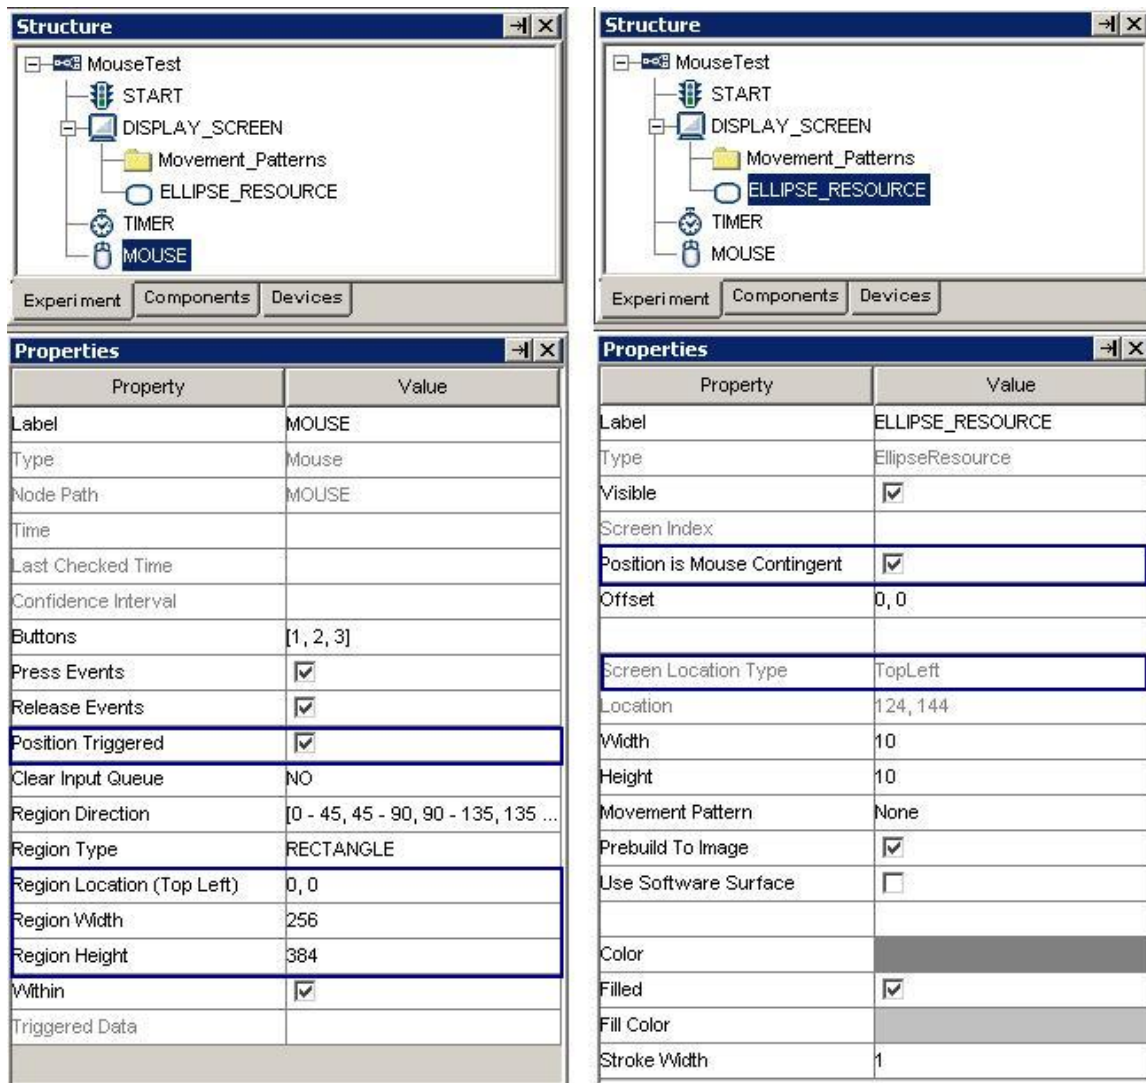 Structure
MouseTest
START
DISPLAY_SCREEN
Movement_Patterns
ELLIPSE_RESOURCE
TIMER
MOUSE
Experiment Components Devices
Properties
Property Value
Label MOUSE
Type Mouse
Node Path MOUSE
Time
Last Checked Time
Confidence Interval
Buttons [1, 2, 3]
Press Events
Release Events
Position Triggered
Clear Input Queue NO
Region Direction [0 - 45, 45 - 90, 90 - 135, 135 ...
Region Type RECTANGLE
Region Location (Top Left) 0, 0
Region Width 256
Region Height 384
Within
Triggered Data
Structure
MouseTest
START
DISPLAY_SCREEN
Movement_Patterns
ELLIPSE_RESOURCE
TIMER
MOUSE
Experiment Components Devices
Properties
Property Value
Label ELLIPSE_RESOURCE
Type EllipseResource
Visible
Screen Index
Position is Mouse Contingent
Offset 0, 0
Screen Location Type TopLeft
Location 124, 144
Width 10
Height 10
Movement Pattern None
Prebuild To Image
Use Software Surface
Color
Filled
Fill Color
Stroke Width 1